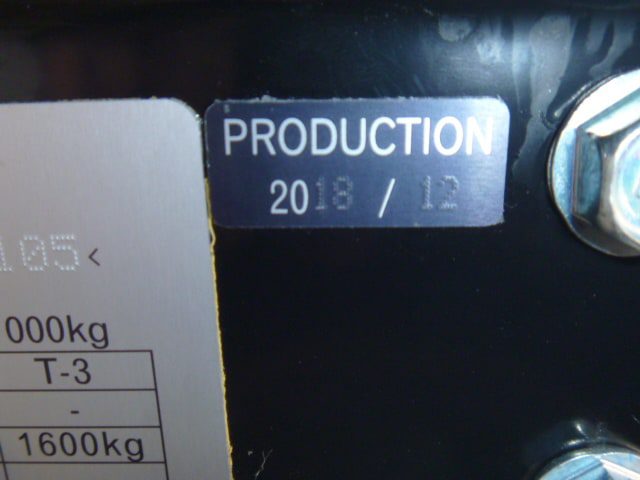 PRODUCTION
2018 / 12
105<
000kg
T-3
-
1600kg